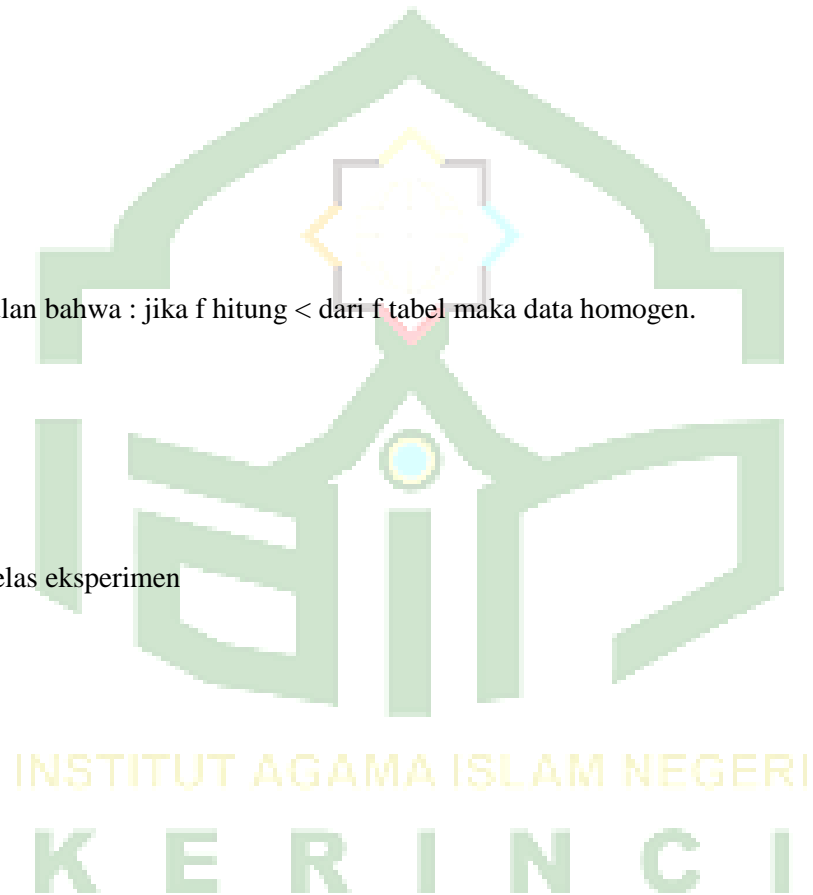 lan bahwa : jika f hitung < dari f tabel maka data homogen.
elas eksperimen
INSTITUT AGAMA ISLAM NEGERI
K E R I N C I